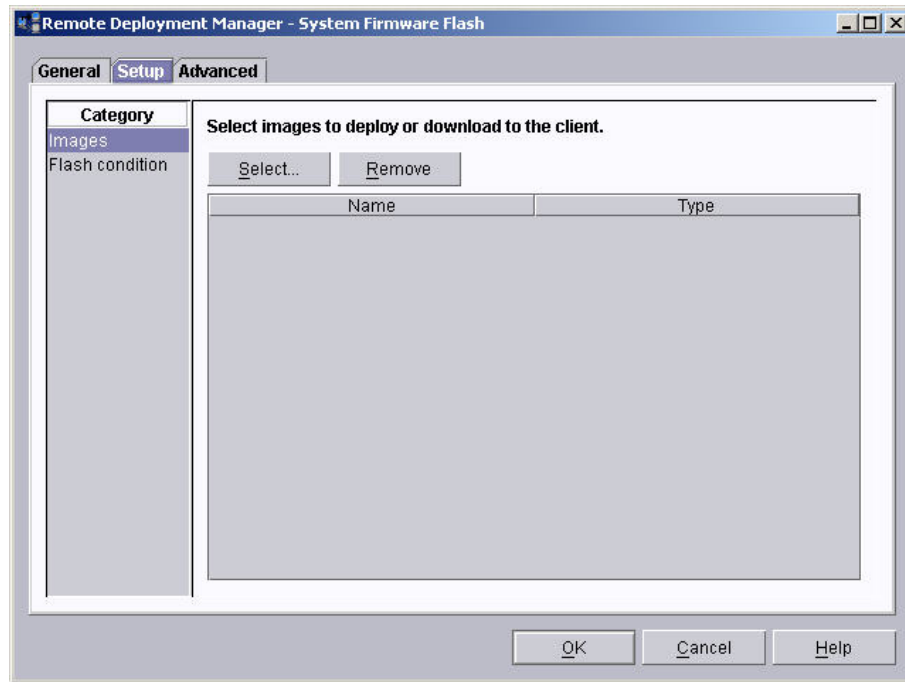 Remote Deployment Manager - System Firmware Flash
General Setup Advanced
Category
Images
Flash condition
Select images to deploy or download to the client.
Select... Remove
Name Type
OK Cancel Help